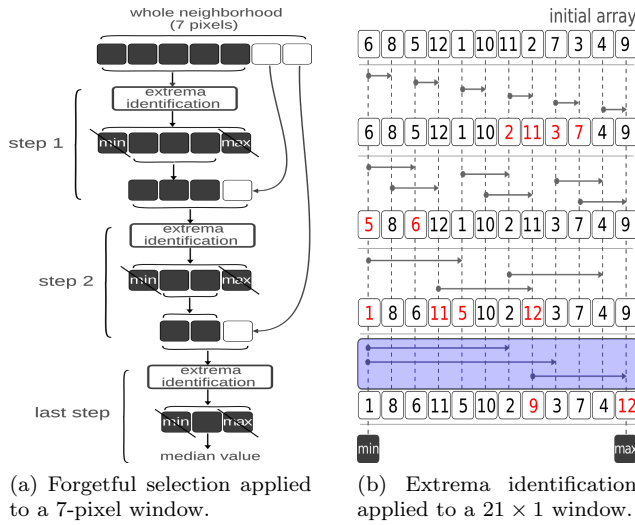 whole neighborhood
(7 pixels)
extrema
identification
step 1
min
max
extrema
identification
step 2
min
max
extrema
identification
last step
min
max
median value
(a) Forgetful selection applied
to a 7-pixel window.
initial array
6 8 5 12 1 10 11 2 7 3 4 9
6 8 5 12 1 10 2 11 3 7 4 9
5 8 6 12 1 10 2 11 3 7 4 9
1 8 6 11 5 10 2 12 3 7 4 9
1 8 6 11 5 10 2 9 3 7 4 12
min
max
(b) Extrema identification
applied to a 21 × 1 window.